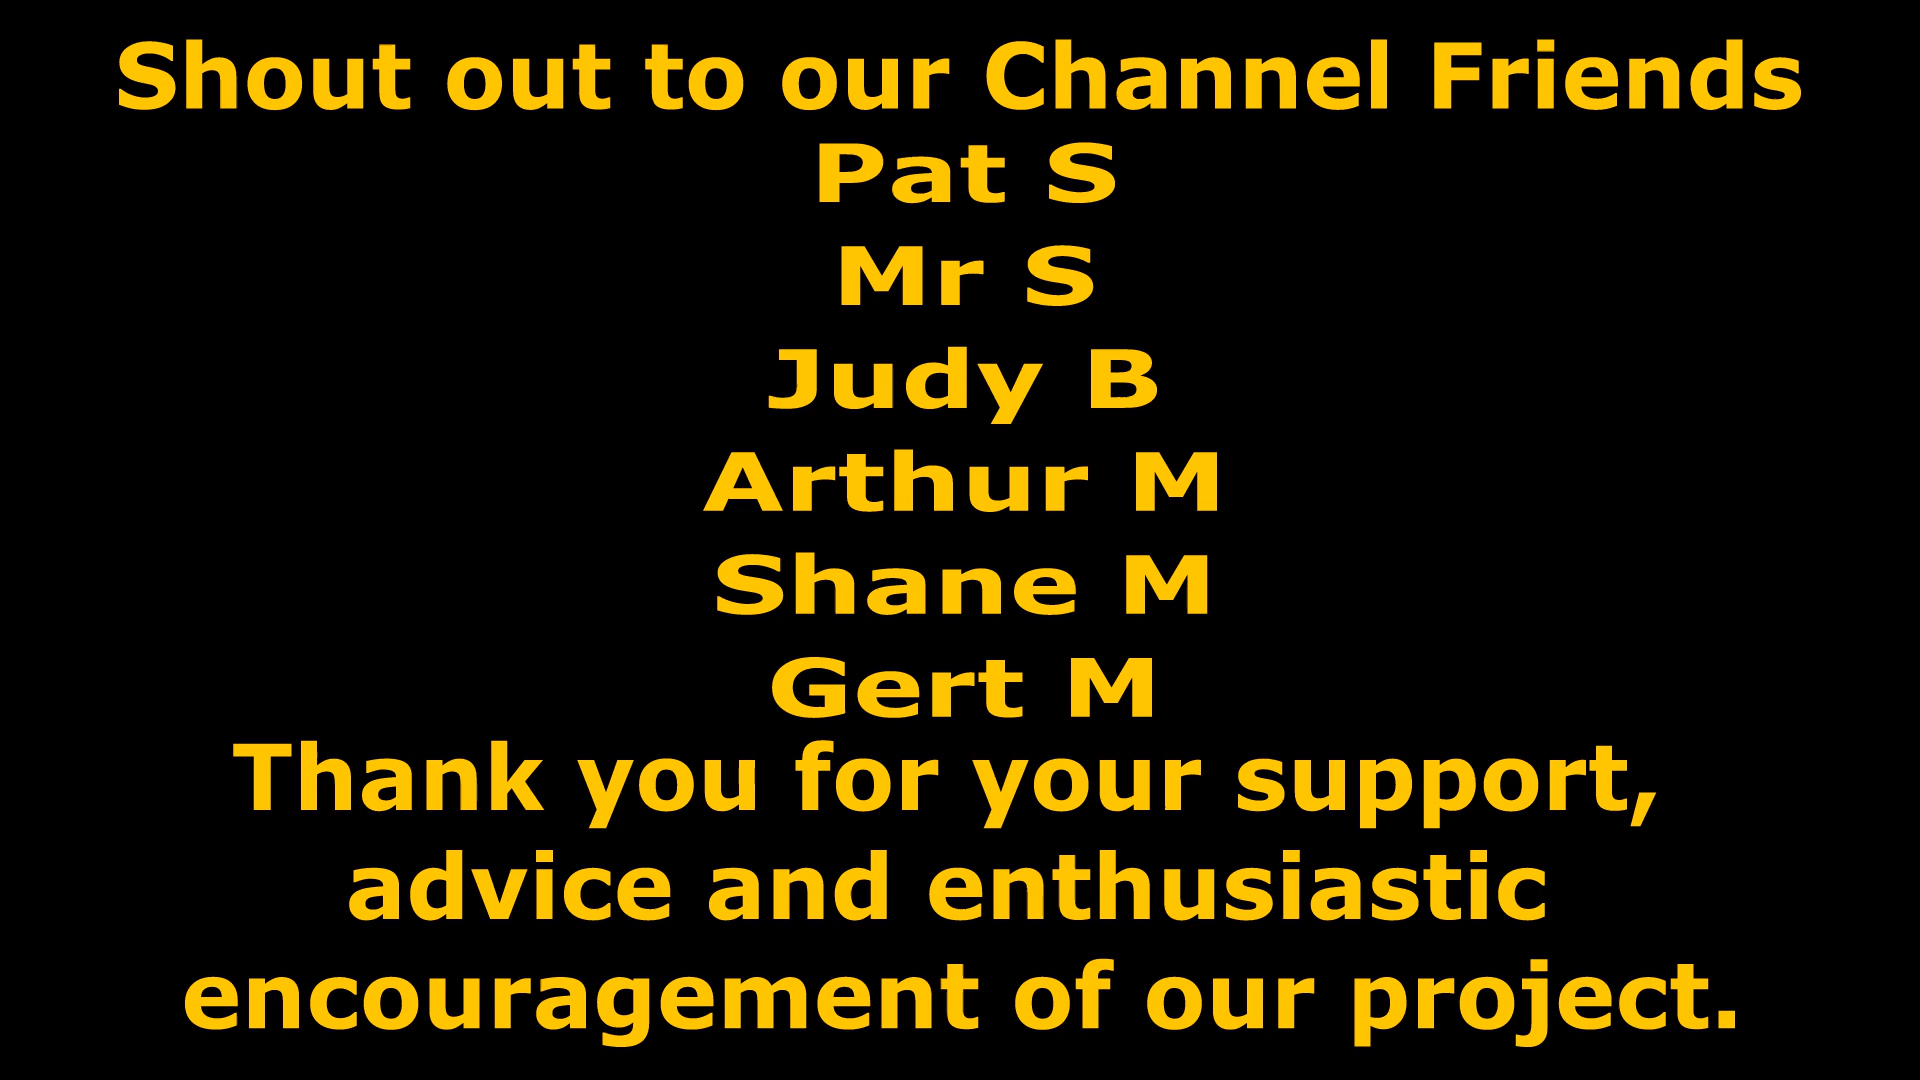 Shout out to our Channel Friends
Pat S
Mr S
Judy B
Arthur M
Shane M
Gert M
Thank you for your support,
advice and enthusiastic
encouragement of our project.